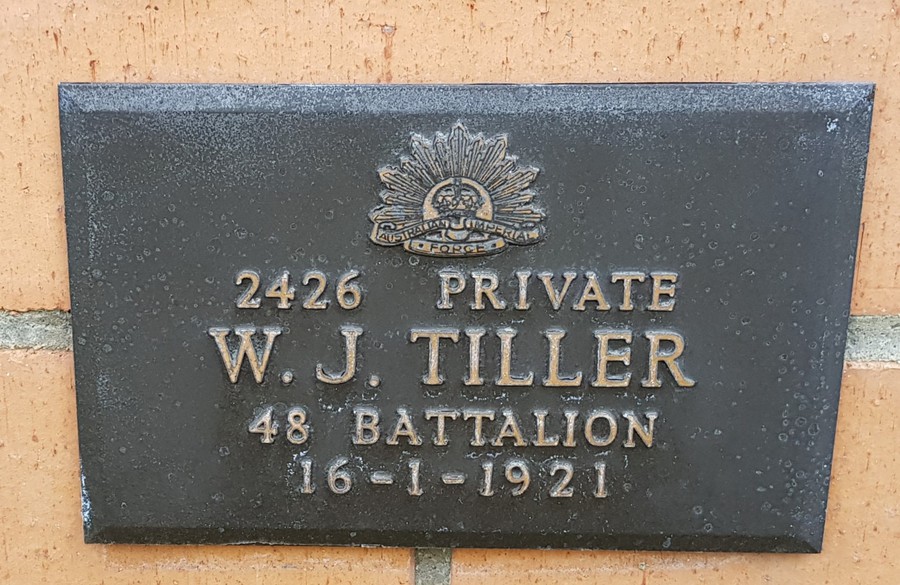 AUSTRALIAN IMPERIAL
FORCE
2426 PRIVATE
W. J. TILLER
48 BATTALION
16-1-1921